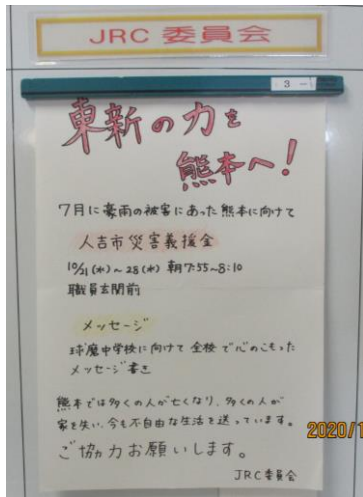 JRC 委員会
3 -
東新の力を
熊本へ!
7月に豪雨の被害にあった熊本に向けて
人吉市災害義援金
10/21(水)~28(水) 朝7:55~8:10
職員玄関前
メッセージ
球磨中学校に向けて 全校で心のこもった
メッセージ書き
熊本では多くの人が亡くなり、多くの人が
家を失い、今も不自由な生活を送っています。
ご協力お願いします。
JRC委員会
2020/1